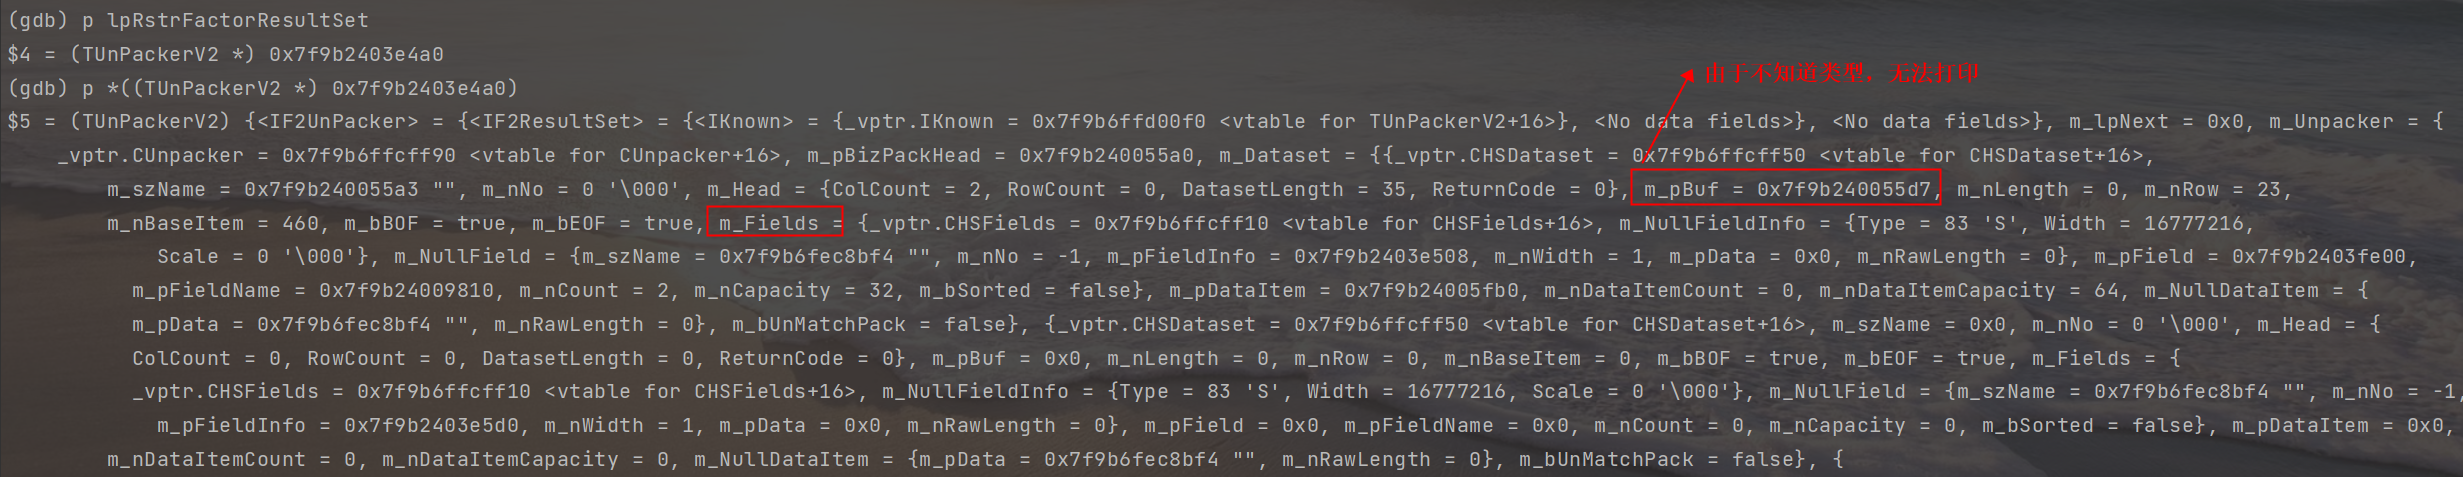 (gdb) p lpRstrFactorResultSet
$4 = (TUnPackerV2 *) 0x7f9b2403e4a0
(gdb) p *((TUnPackerV2 *) 0x7f9b2403e4a0)
由于不知道类型，无法打印
$5 = (TUnPackerV2) {<IF2UnPacker> = {<IF2ResultSet> = {<IKnown> = {_vptr.IKnown = 0x7f9b6ffd00f0 <vtable for TUnPackerV2+16>}, <No data fields>}, <No data fields>}, m_lpNext = 0x0, m_Unpacker = {
_vptr.CUnpacker = 0x7f9b6ffcff90 <vtable for CUnpacker+16>, m_pBizPackHead = 0x7f9b240055a0, m_Dataset = {{_vptr.CHSDataset = 0x7f9b6ffcff50 <vtable for CHSDataset+16>,
m_szName = 0x7f9b240055a3 "", m_nNo = 0 '\000', m_Head = {ColCount = 2, RowCount = 0, DatasetLength = 35, ReturnCode = 0}, m_pBuf = 0x7f9b240055d7, m_nLength = 0, m_nRow = 23,
m_nBaseItem = 460, m_bBOF = true, m_bEOF = true, m_Fields = {_vptr.CHSFields = 0x7f9b6ffcff10 <vtable for CHSFields+16>, m_NullFieldInfo = {Type = 83 'S', Width = 16777216,
Scale = 0 '\000'}, m_NullField = {m_szName = 0x7f9b6fec8bf4 "", m_nNo = -1, m_pFieldInfo = 0x7f9b2403e508, m_nWidth = 1, m_pData = 0x0, m_nRawLength = 0}, m_pField = 0x7f9b2403fe00,
m_pFieldName = 0x7f9b24009810, m_nCount = 2, m_nCapacity = 32, m_bSorted = false}, m_pDataItem = 0x7f9b24005fb0, m_nDataItemCount = 0, m_nDataItemCapacity = 64, m_NullDataItem = {
m_pData = 0x7f9b6fec8bf4 "", m_nRawLength = 0}, m_bUnMatchPack = false}, {_vptr.CHSDataset = 0x7f9b6ffcff50 <vtable for CHSDataset+16>, m_szName = 0x0, m_nNo = 0 '\000', m_Head = {
ColCount = 0, RowCount = 0, DatasetLength = 0, ReturnCode = 0}, m_pBuf = 0x0, m_nLength = 0, m_nRow = 0, m_nBaseItem = 0, m_bBOF = true, m_bEOF = true, m_Fields = {
_vptr.CHSFields = 0x7f9b6ffcff10 <vtable for CHSFields+16>, m_NullFieldInfo = {Type = 83 'S', Width = 16777216, Scale = 0 '\000'}, m_NullField = {m_szName = 0x7f9b6fec8bf4 "", m_nNo = -1,
m_pFieldInfo = 0x7f9b2403e5d0, m_nWidth = 1, m_pData = 0x0, m_nRawLength = 0}, m_pField = 0x0, m_pFieldName = 0x0, m_nCount = 0, m_nCapacity = 0, m_bSorted = false}, m_pDataItem = 0x0,
m_nDataItemCount = 0, m_nDataItemCapacity = 0, m_NullDataItem = {m_pData = 0x7f9b6fec8bf4 "", m_nRawLength = 0}, m_bUnMatchPack = false}, {